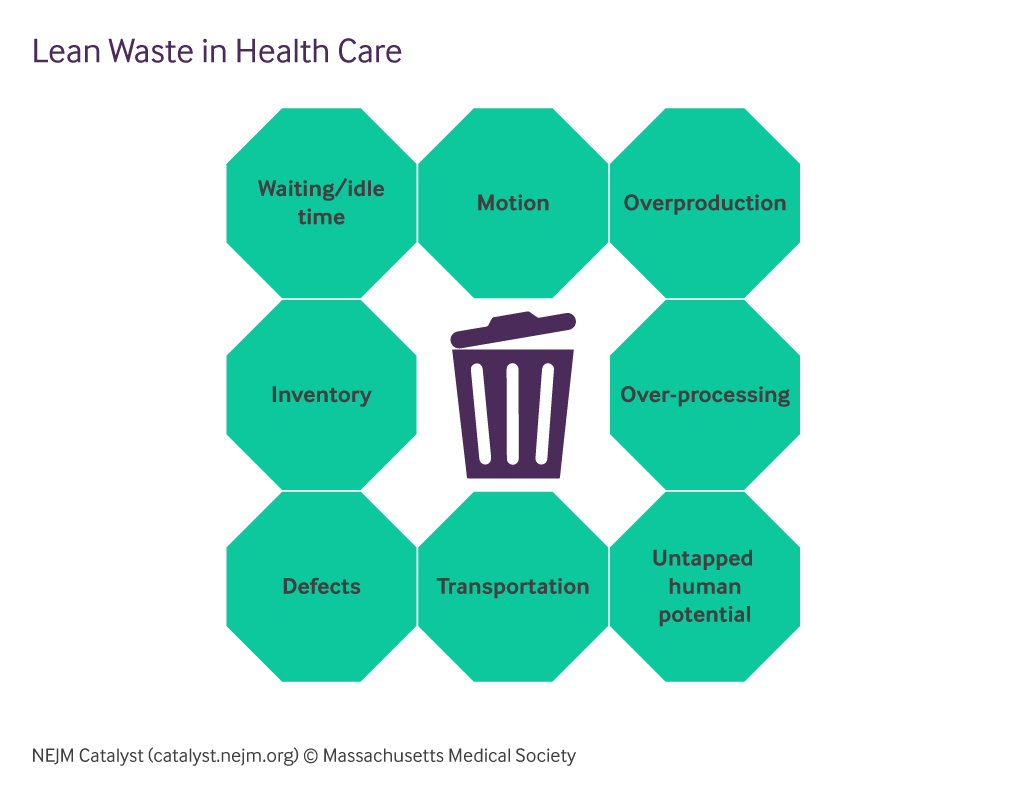 Lean Waste in Health Care
Waiting/idle
time
Motion
Overproduction
Inventory
Over-processing
Defects
Transportation
Untapped
human
potential
NEJM Catalyst (catalyst.nejm.org) © Massachusetts Medical Society